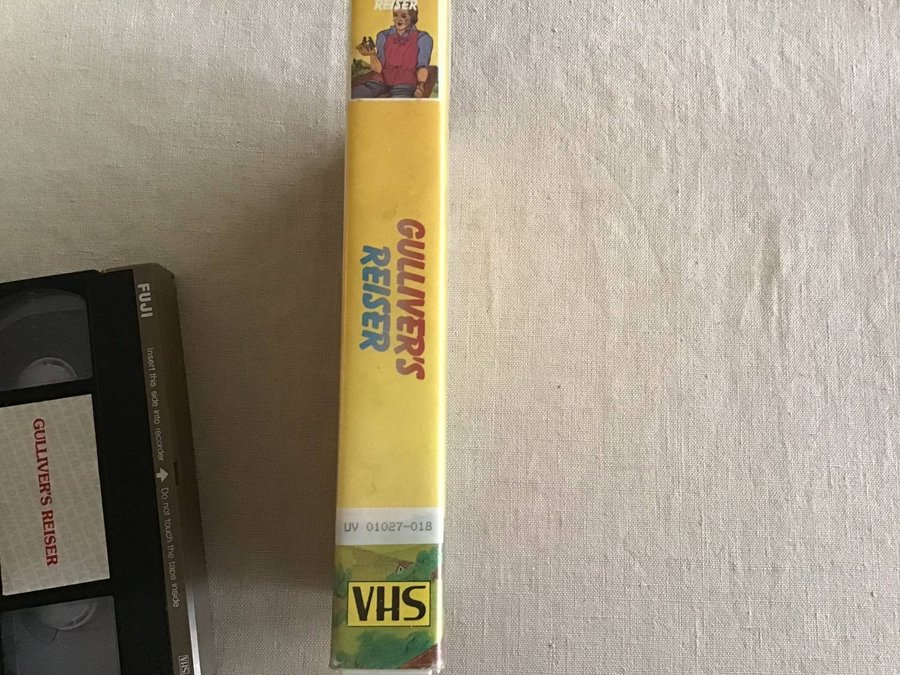 REISER
GULLIVER'S
REISER
UV 01027-018
VHS
FUJI
Insert this side into recorder
Do not touch the tape inside
VHS
GULLIVER'S REISER